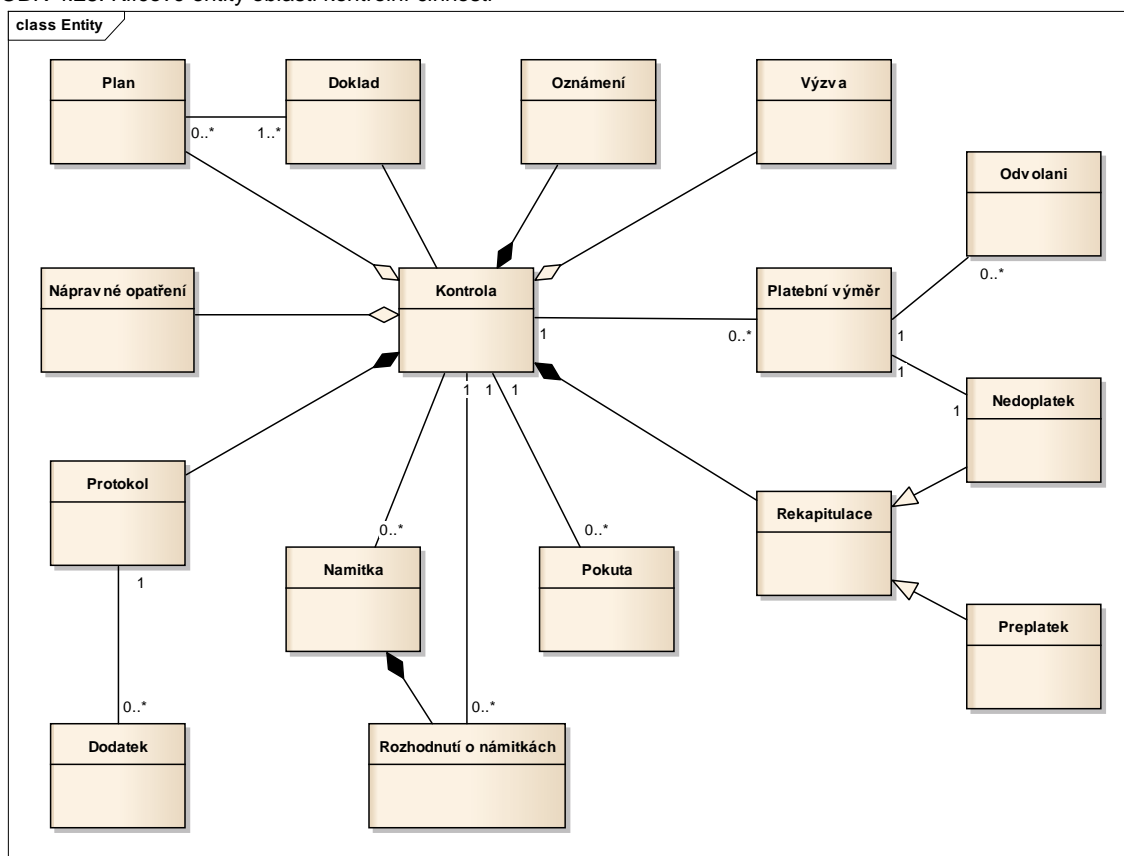 class Entity
Plan
Doklad
Oznámení
Výzva
0..*
1..*
Odvolani
0..*
Nápravné opatření
Kontrola
Platební výměr
1
0..*
1
1
1
Nedoplatek
1
1
1
Protokol
1
Rekapitulace
0..*
0..*
Namitka
Pokuta
Preplatek
0..*
0..*
Dodatek
Rozhodnutí o námitkách